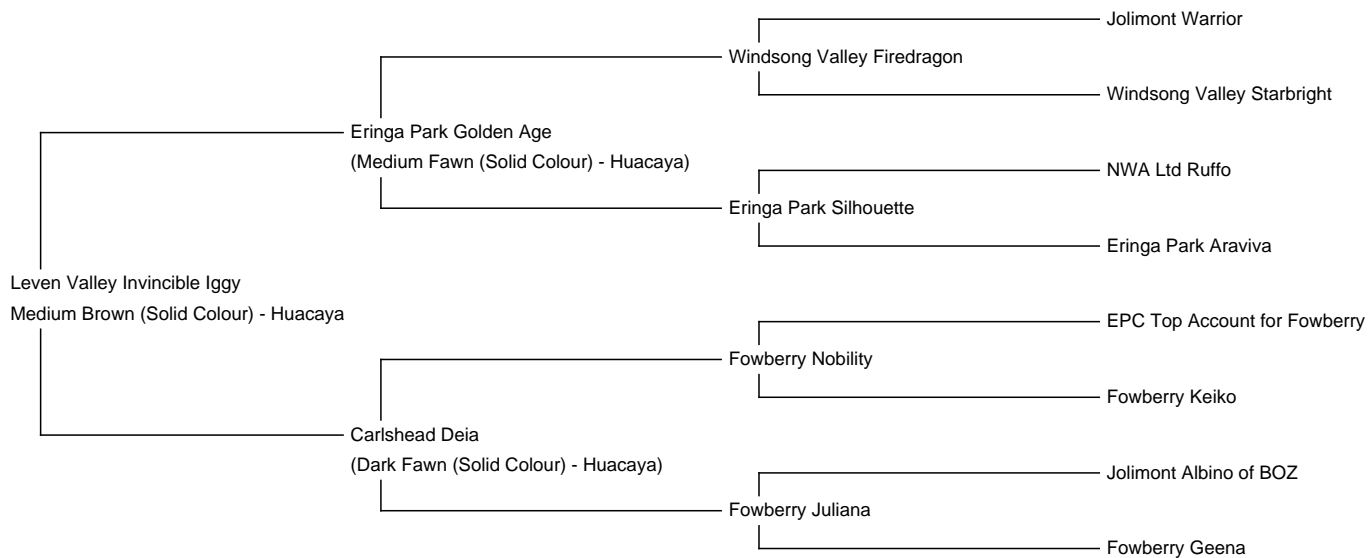 Jolimont Warrior
Windsong Valley Firedragon
Windsong Valley Starbright
Eringa Park Golden Age
(Medium Fawn (Solid Colour) - Huacaya)
NWA Ltd Ruffo
Eringa Park Silhouette
Eringa Park Araviva
Leven Valley Invincible Iggy
Medium Brown (Solid Colour) - Huacaya
EPC Top Account for Fowberry
Fowberry Nobility
Fowberry Keiko
Carlshead Deia
(Dark Fawn (Solid Colour) - Huacaya)
Jolimont Albino of BOZ
Fowberry Juliana
Fowberry Geena